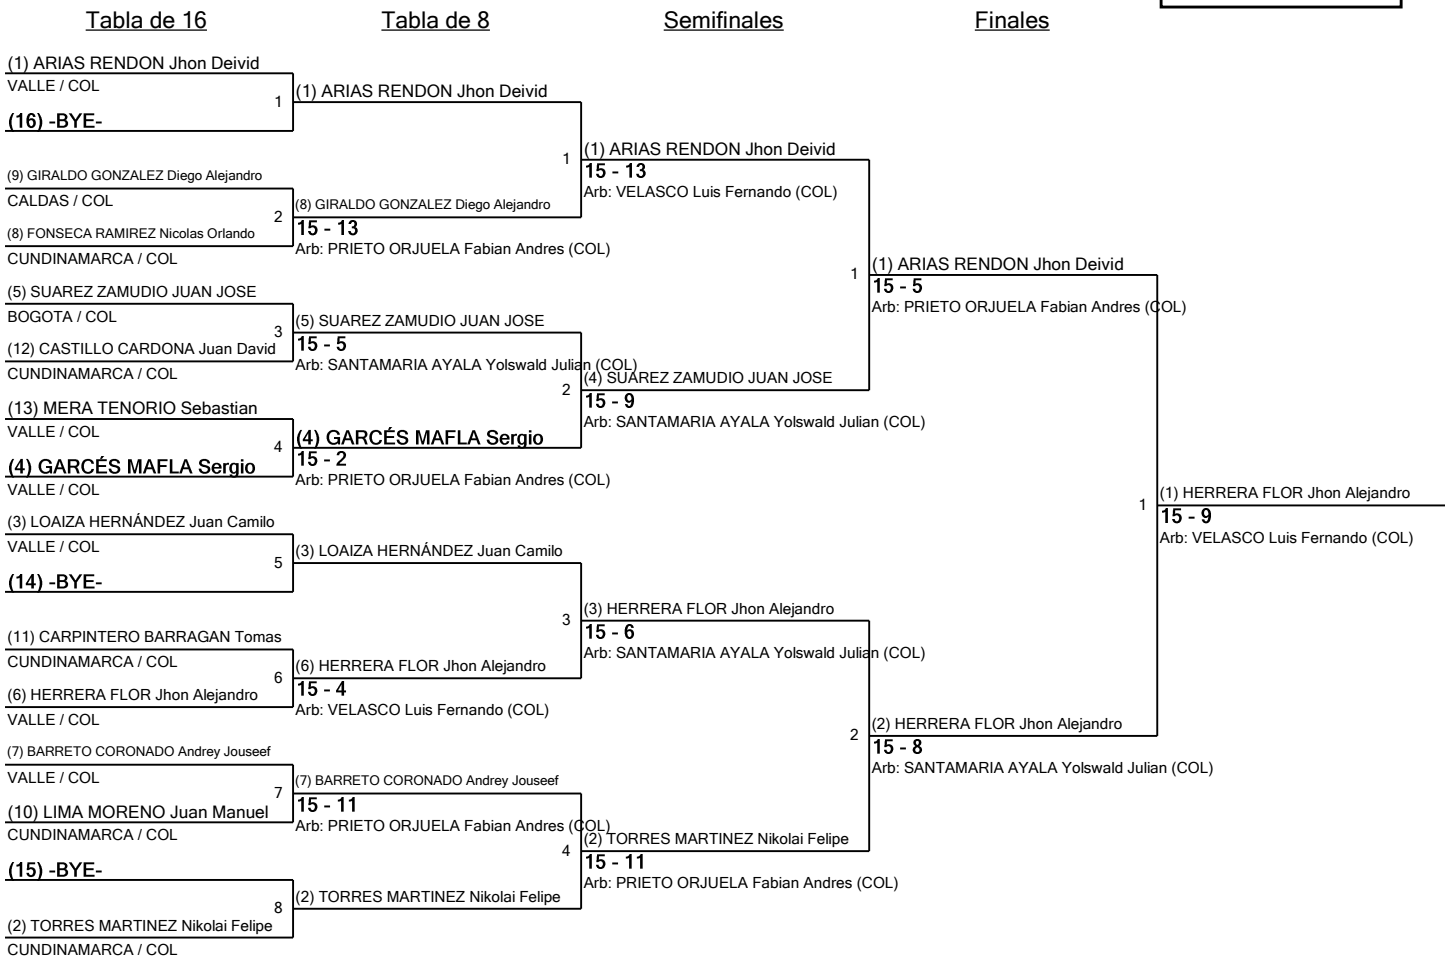 Tabla de 16
Tabla de 8
Semifinales
Finales
(1) ARIAS RENDON Jhon Deivid
VALLE / COL
1
(16) -BYE-
(9) GIRALDO GONZALEZ Diego Alejandro
CALDAS / COL
2
(8) FONSECA RAMIREZ Nicolas Orlando
CUNDINAMARCA / COL
(5) SUAREZ ZAMUDIO JUAN JOSE
BOGOTA / COL
3
(12) CASTILLO CARDONA Juan David
CUNDINAMARCA / COL
(13) MERA TENORIO Sebastian
VALLE / COL
4
(4) GARCÉS MAFLA Sergio
VALLE / COL
(3) LOAIZA HERNÁNDEZ Juan Camilo
VALLE / COL
5
(14) -BYE-
(11) CARPINTERO BARRAGAN Tomas
CUNDINAMARCA / COL
6
(6) HERRERA FLOR Jhon Alejandro
VALLE / COL
(7) BARRETO CORONADO Andrey Jouseef
VALLE / COL
7
(10) LIMA MORENO Juan Manuel
CUNDINAMARCA / COL
(15) -BYE-
8
(2) TORRES MARTINEZ Nikolai Felipe
CUNDINAMARCA / COL
(1) ARIAS RENDON Jhon Deivid
1
(8) GIRALDO GONZALEZ Diego Alejandro
15 - 13
Arb: PRIETO ORJUELA Fabian Andres (COL)
(5) SUAREZ ZAMUDIO JUAN JOSE
15 - 5
Arb: SANTAMARIA AYALA Yolswald Julian (COL)
2
(4) GARCÉS MAFLA Sergio
15 - 2
Arb: PRIETO ORJUELA Fabian Andres (COL)
(3) LOAIZA HERNÁNDEZ Juan Camilo
3
(6) HERRERA FLOR Jhon Alejandro
15 - 4
Arb: VELASCO Luis Fernando (COL)
(7) BARRETO CORONADO Andrey Jouseef
15 - 11
Arb: PRIETO ORJUELA Fabian Andres (COL)
4
(2) TORRES MARTINEZ Nikolai Felipe
(1) ARIAS RENDON Jhon Deivid
15 - 13
Arb: VELASCO Luis Fernando (COL)
1
(4) SUAREZ ZAMUDIO JUAN JOSE
15 - 9
Arb: SANTAMARIA AYALA Yolswald Julian (COL)
(3) HERRERA FLOR Jhon Alejandro
15 - 6
Arb: SANTAMARIA AYALA Yolswald Julian (COL)
2
(2) TORRES MARTINEZ Nikolai Felipe
15 - 11
Arb: PRIETO ORJUELA Fabian Andres (COL)
(1) ARIAS RENDON Jhon Deivid
15 - 5
Arb: PRIETO ORJUELA Fabian Andres (COL)
1
(2) HERRERA FLOR Jhon Alejandro
15 - 8
Arb: SANTAMARIA AYALA Yolswald Julian (COL)
(1) HERRERA FLOR Jhon Alejandro
15 - 9
Arb: VELASCO Luis Fernando (COL)